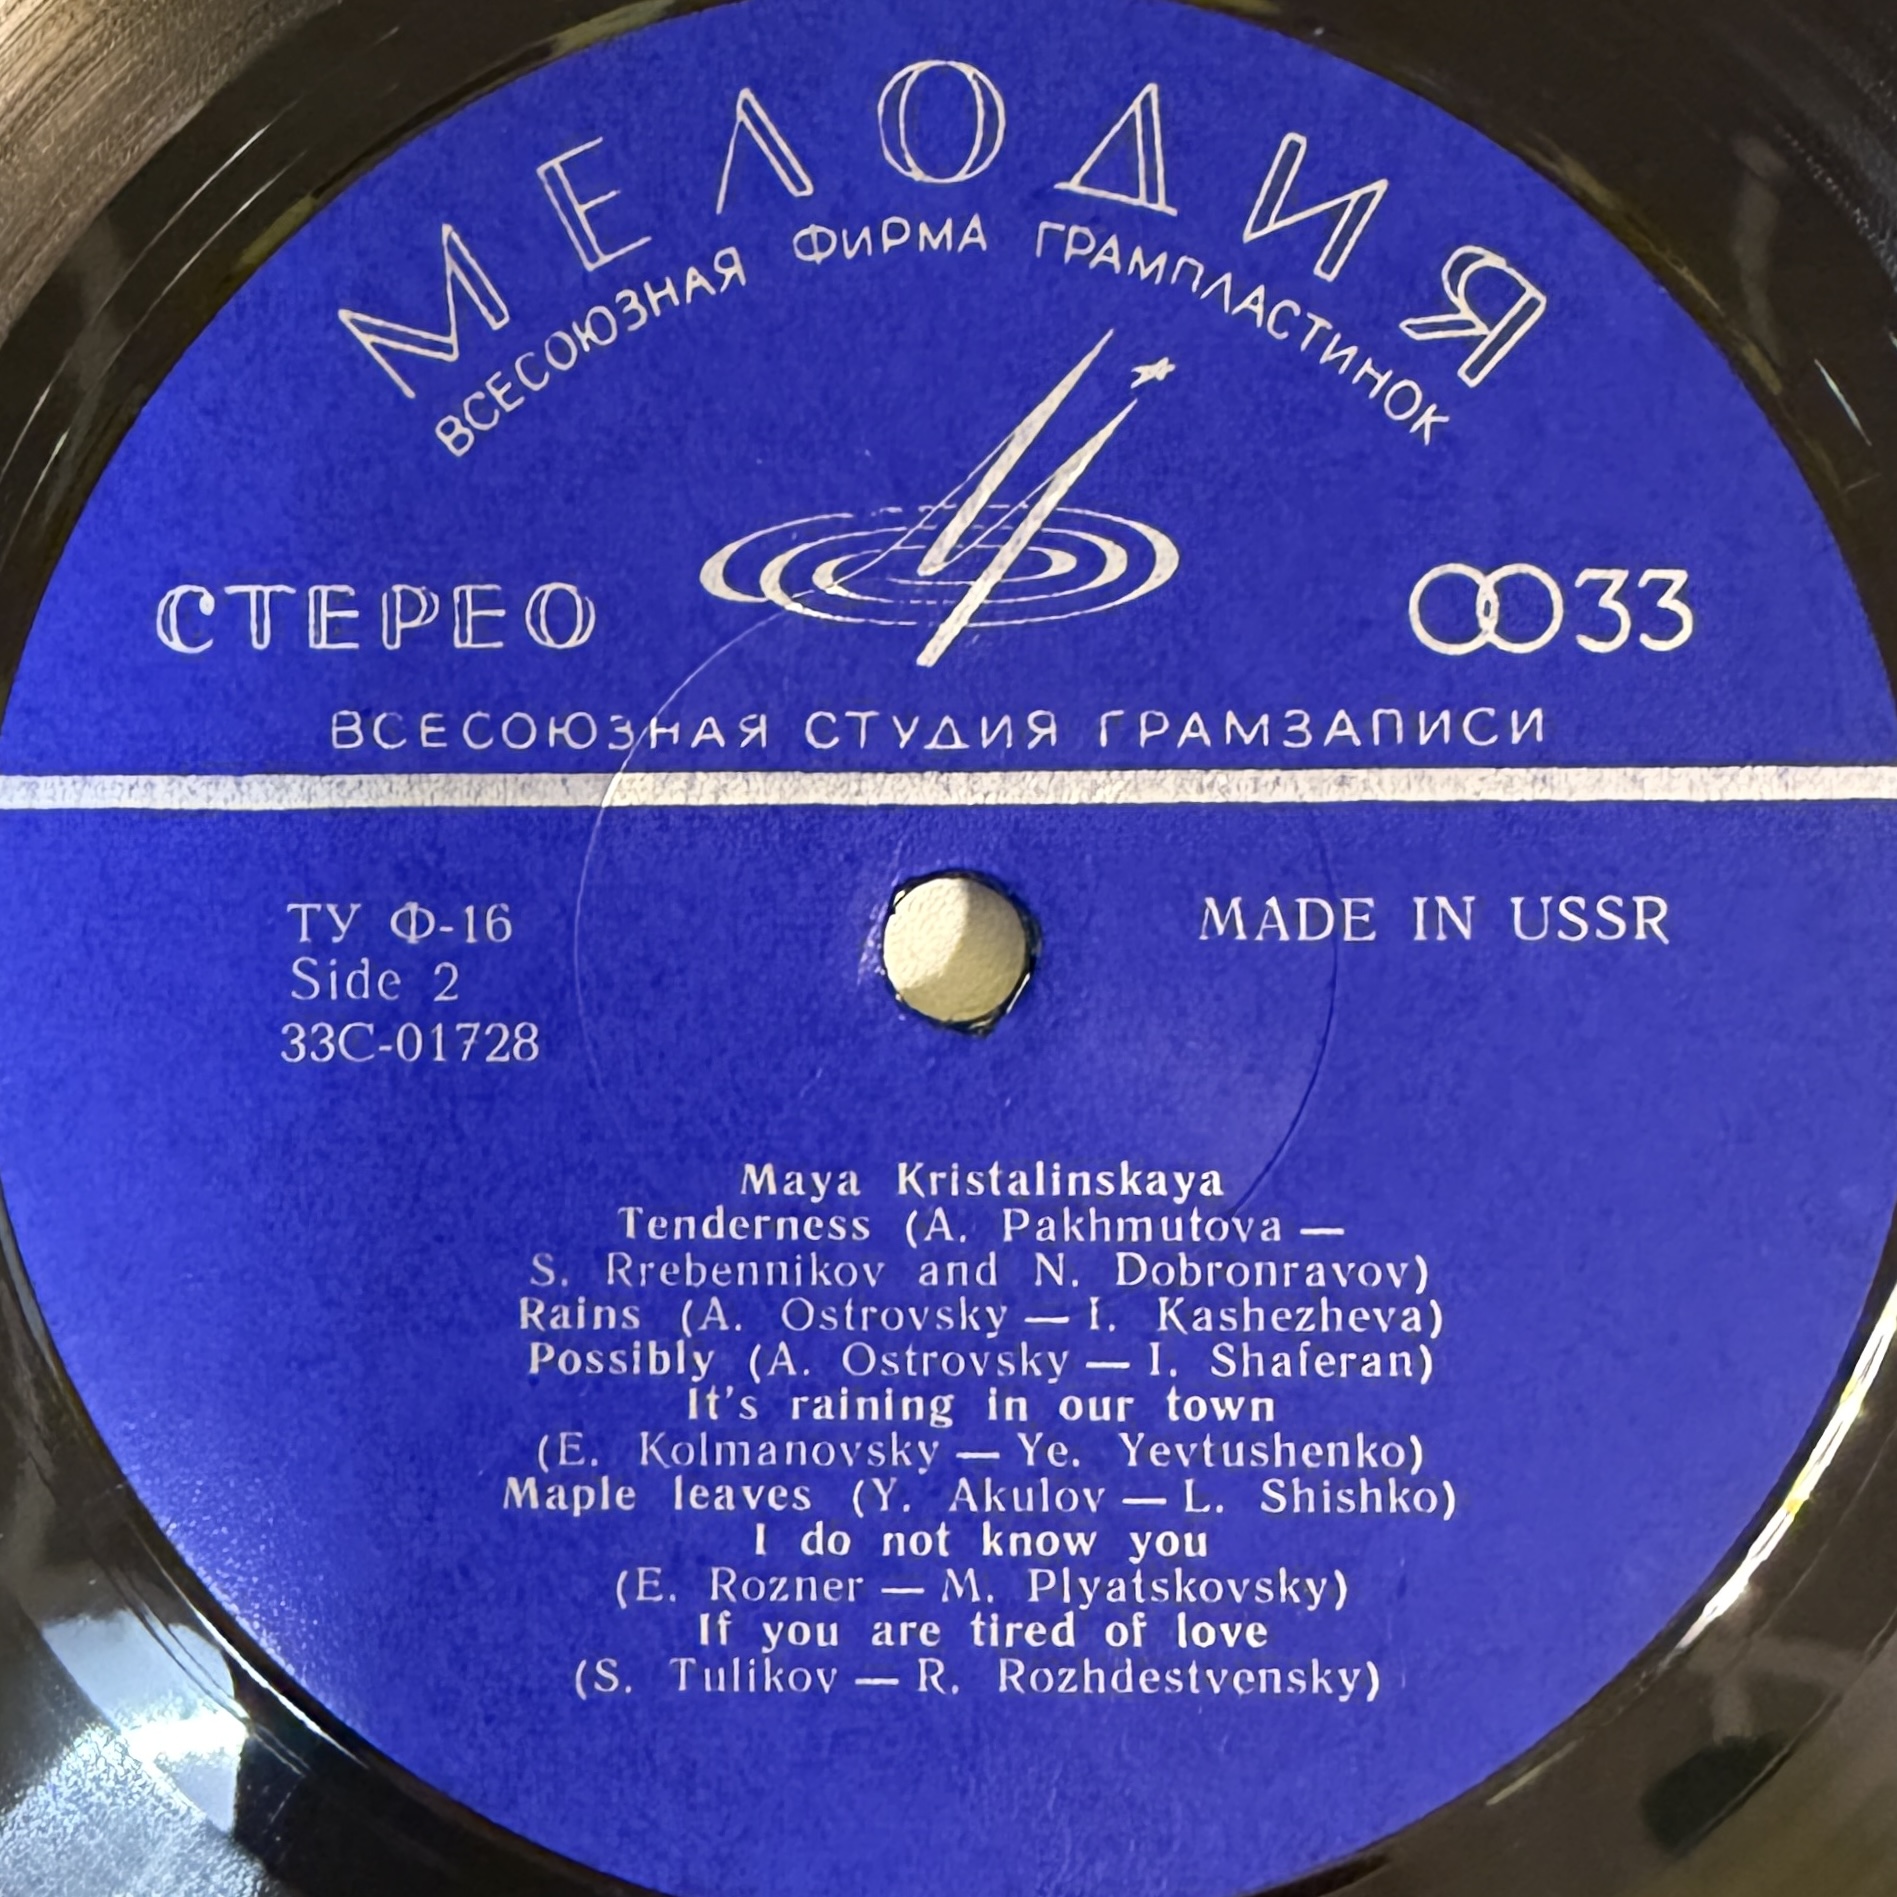 МЕЛОДИЯ
ВСЕСОЮЗНАЯ ФИРМА ГРАМПЛАСТИНОК
СТЕРЕО
33
ВСЕСОЮЗНАЯ СТУДИЯ ГРАМЗАПИСИ
ТУ Ф-16
MADE IN USSR
Side 2
33С-01728
Maya Kristalinskaya
Tenderness (A. Pakhmutova —
S. Rrebennikov and N. Dobronravov)
Rains (A. Ostrovsky — I. Kashezheva)
Possibly (A. Ostrovsky — I. Shaferan)
It's raining in our town
(E. Kolmanovsky — Ye. Yevtushenko)
Maple leaves (Y. Akulov — L. Shishko)
I do not know you
(E. Rozner — M. Plyatskovsky)
If you are tired of love
(S. Tulikov — R. Rozhdestvensky)